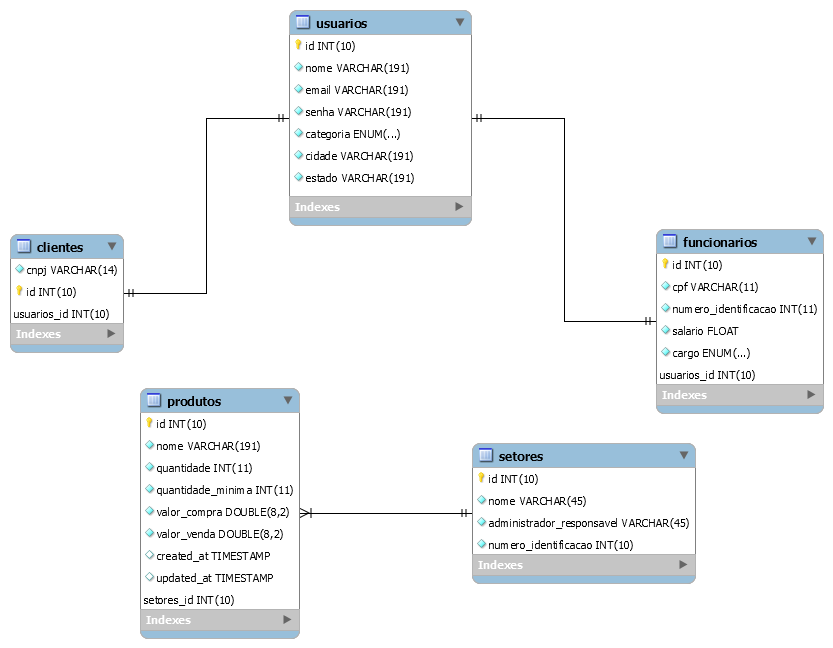 usuarios
id INT(10)
nome VARCHAR(191)
email VARCHAR(191)
senha VARCHAR(191)
categoria ENUM(...)
cidade VARCHAR(191)
estado VARCHAR(191)
Indexes
clientes
cnpj VARCHAR(14)
id INT(10)
usuarios_id INT(10)
Indexes
funcionarios
id INT(10)
cpf VARCHAR(11)
numero_identificacao INT(11)
salario FLOAT
cargo ENUM(...)
usuarios_id INT(10)
Indexes
produtos
id INT(10)
nome VARCHAR(191)
quantidade INT(11)
quantidade_minima INT(11)
valor_compra DOUBLE(8,2)
valor_venda DOUBLE(8,2)
created_at TIMESTAMP
updated_at TIMESTAMP
setores_id INT(10)
Indexes
setores
id INT(10)
nome VARCHAR(45)
administrador_responsavel VARCHAR(45)
numero_identificacao INT(10)
Indexes